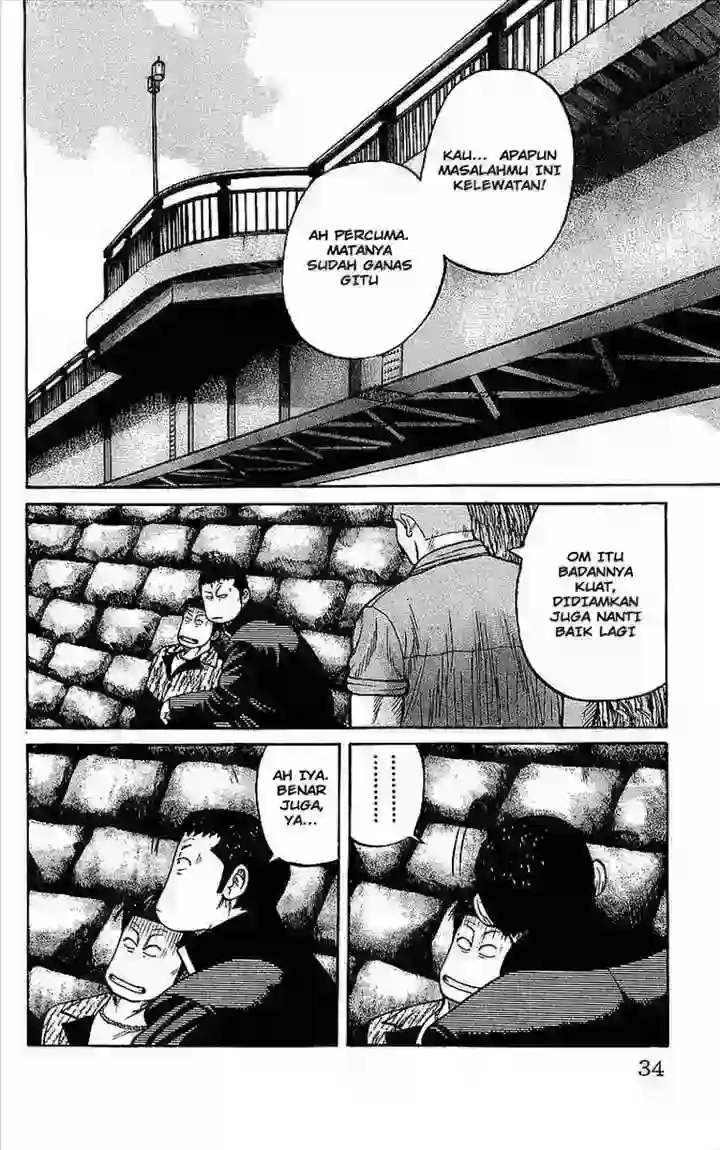 KAU... APAPUN
MASALAHMU INI
KELEWATAN!
AH PERCUMA.
MATANYA
SUDAH GANAS
GITU
OM ITU
BADANNYA
KUAT,
DIDIAMKAN
JUGA NANTI
BAIK LAGI
.........
AH IYA.
BENAR
JUGA,
YA...
34